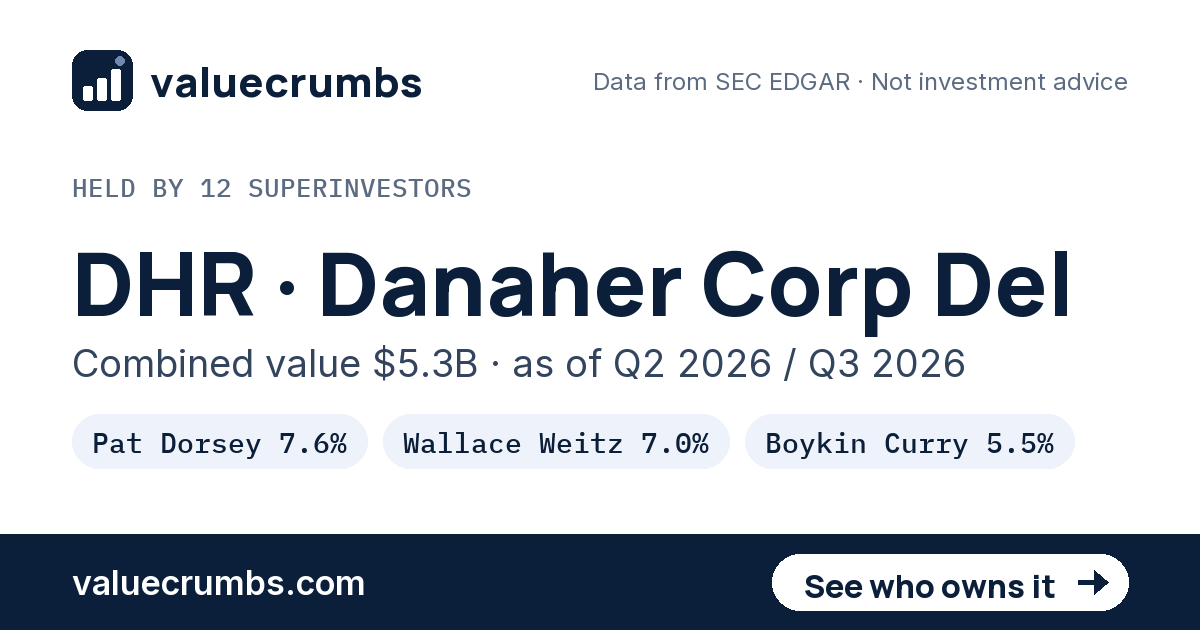 valuecrumbs
Data from SEC EDGAR · Not investment advice
HELD BY 12 SUPERINVESTORS
DHR · Danaher Corp Del
Combined value $5.3B · as of Q2 2026 / Q3 2026
Pat Dorsey 7.6%
Wallace Weitz 7.0%
Boykin Curry 5.5%
valuecrumbs.com
See who owns it →